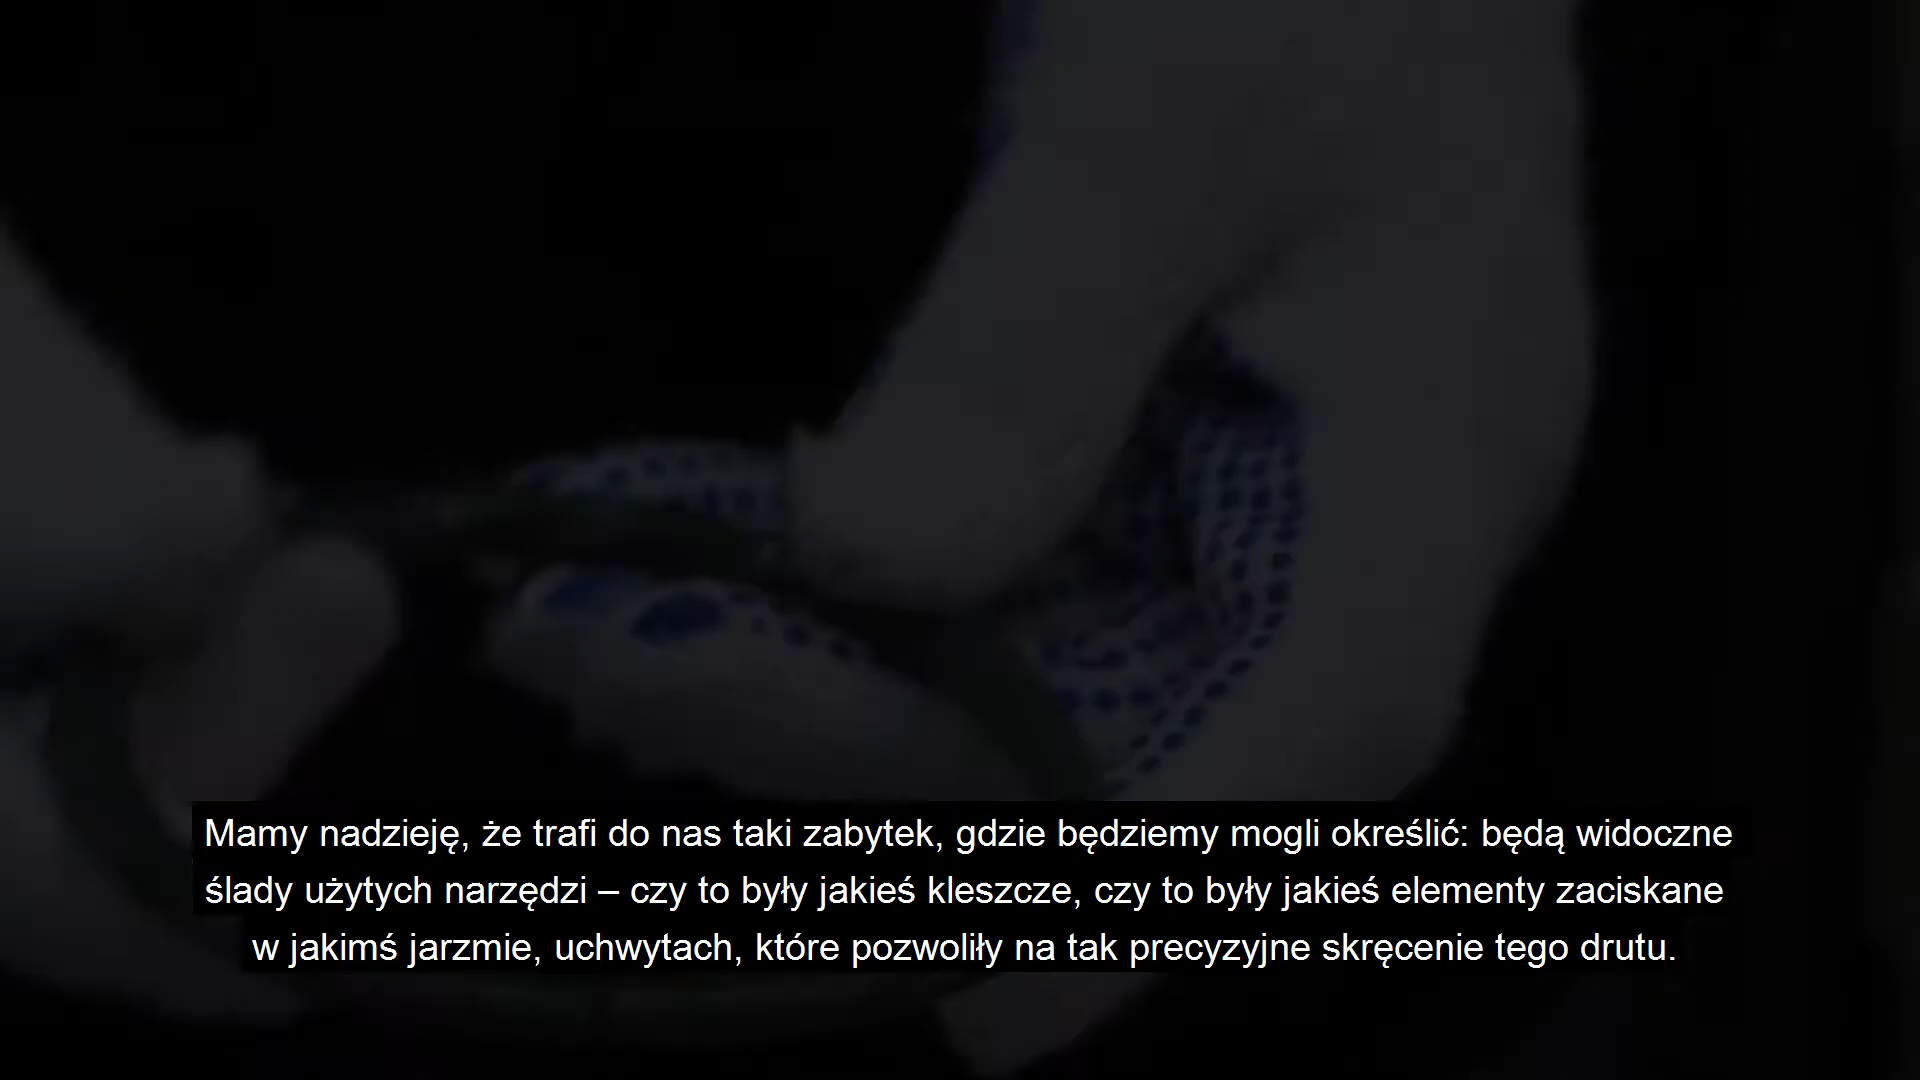 Mamy nadzieję, że trafi do nas taki zabytek, gdzie będziemy mogli określić: będą widoczne
ślady użytych narzędzi – czy to były jakieś kleszcze, czy to były jakieś elementy zaciskane
w jakimś jarzmie, uchwytach, które pozwoliły na tak precyzyjne skręcenie tego drutu.